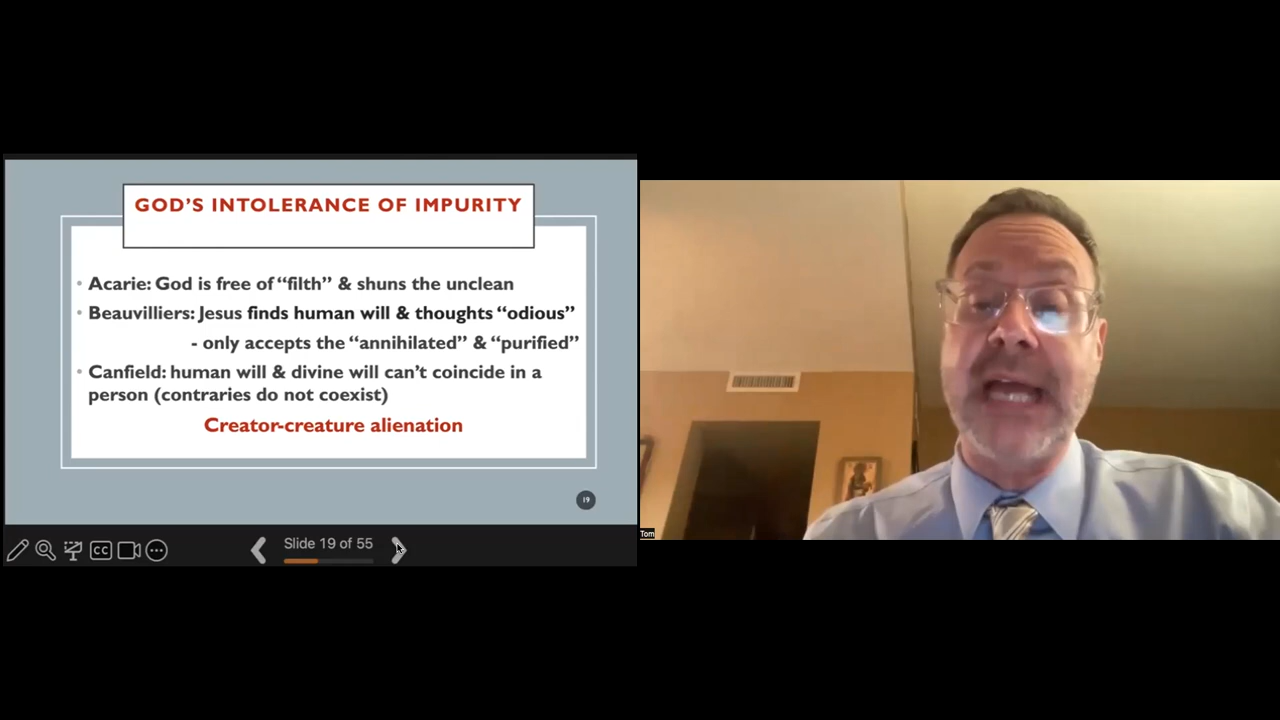 GOD’S INTOLERANCE OF IMPURITY
• Acarie: God is free of “filth” & shuns the unclean
• Beauvilliers: Jesus finds human will & thoughts “odious”
- only accepts the “annihilated” & “purified”
• Canfield: human will & divine will can’t coincide in a
person (contraries do not coexist)
Creator-creature alienation
19
CC
Slide 19 of 55
Tom